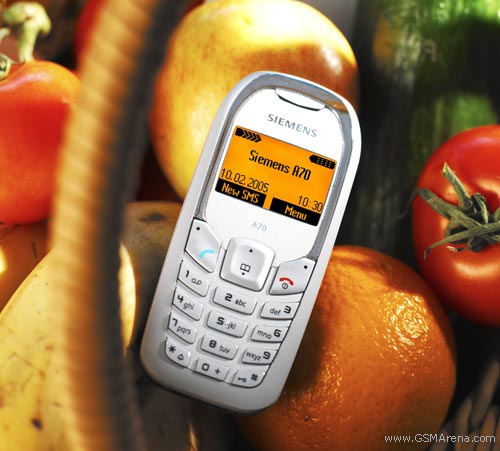 SIEMENS
Siemens A70
10.02.2005
10:30
New SMS Menu
A70
1
2 abc
def 3
4 ghi
5 jkl
mno 6
7 pqrs
8 tuv
wxyz 9
*
0 +
#
www.GSMArena.com